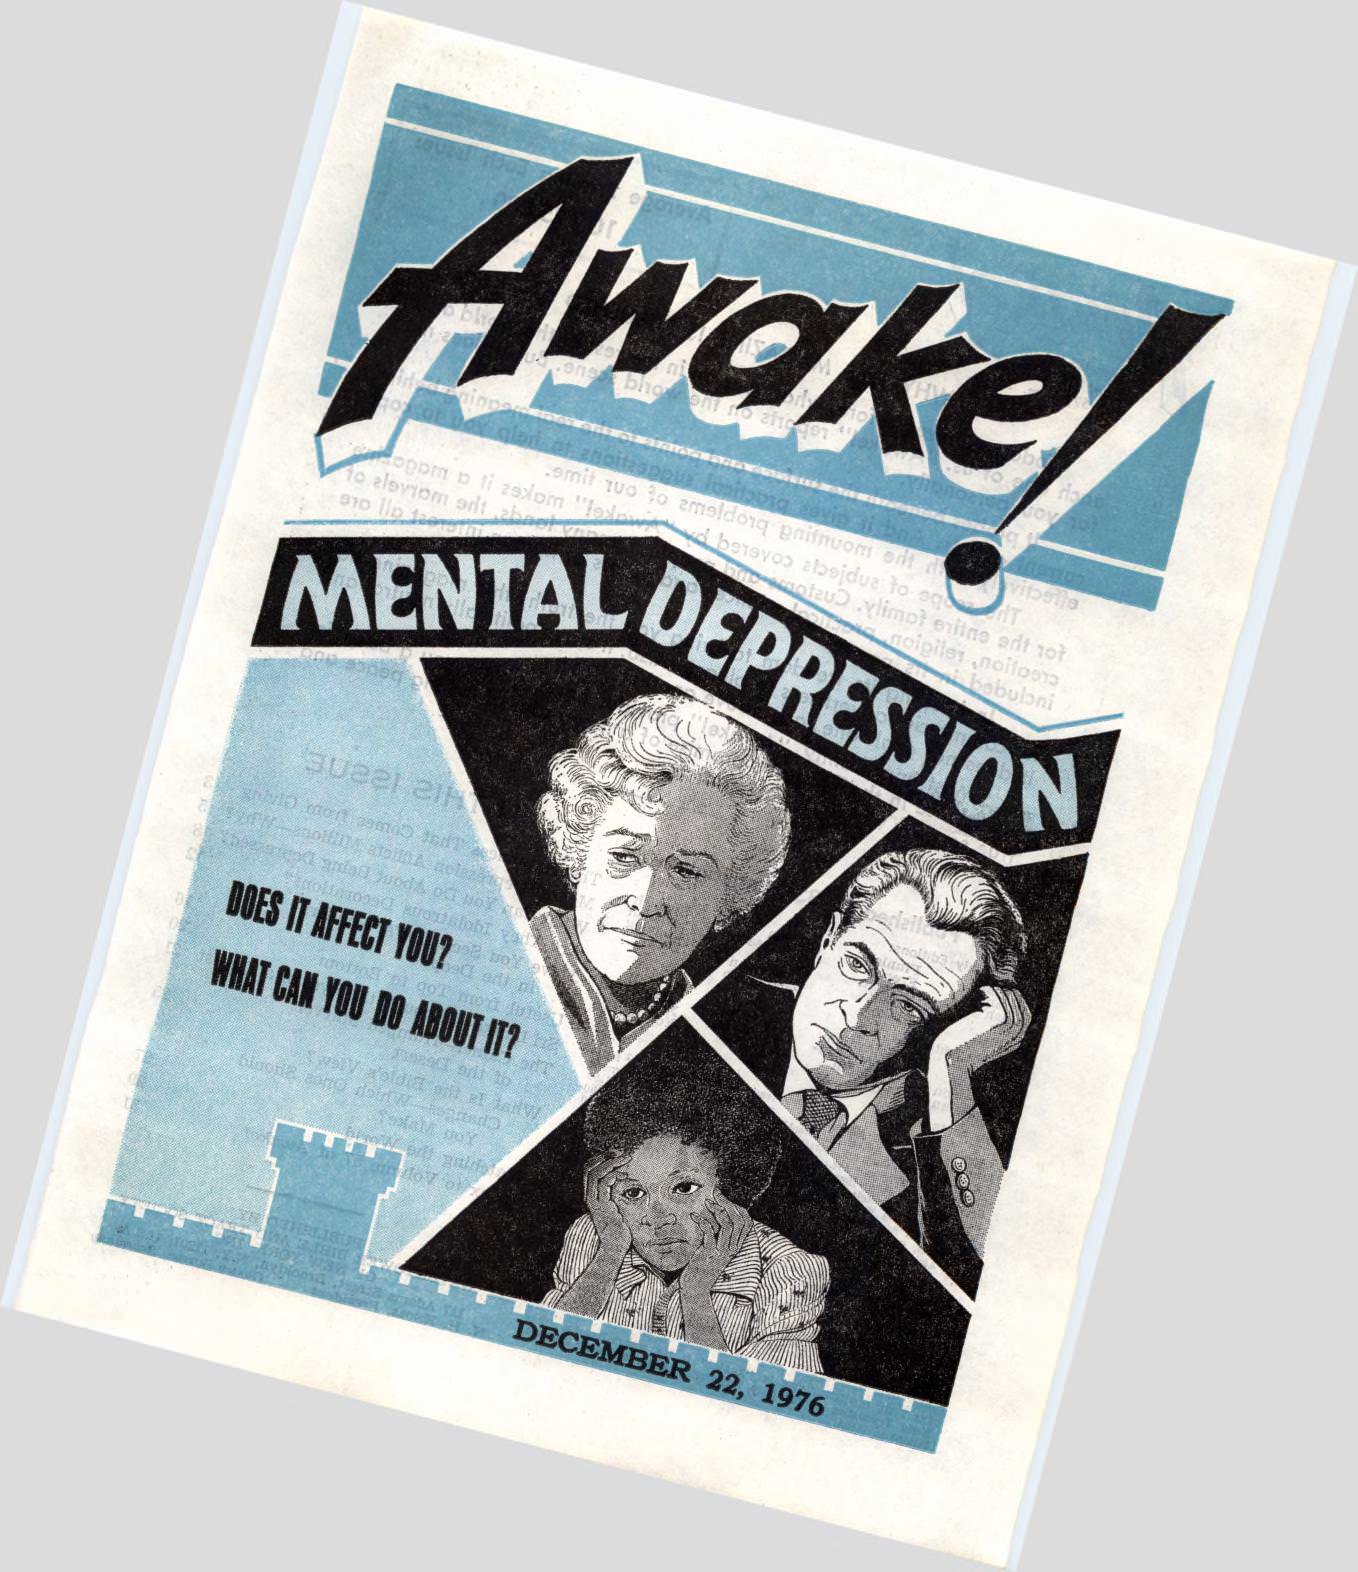 Awake!
MENTAL DEPRESSION
DOES IT AFFECT YOU?
WHAT CAN YOU DO ABOUT IT?
DECEMBER 22, 1976